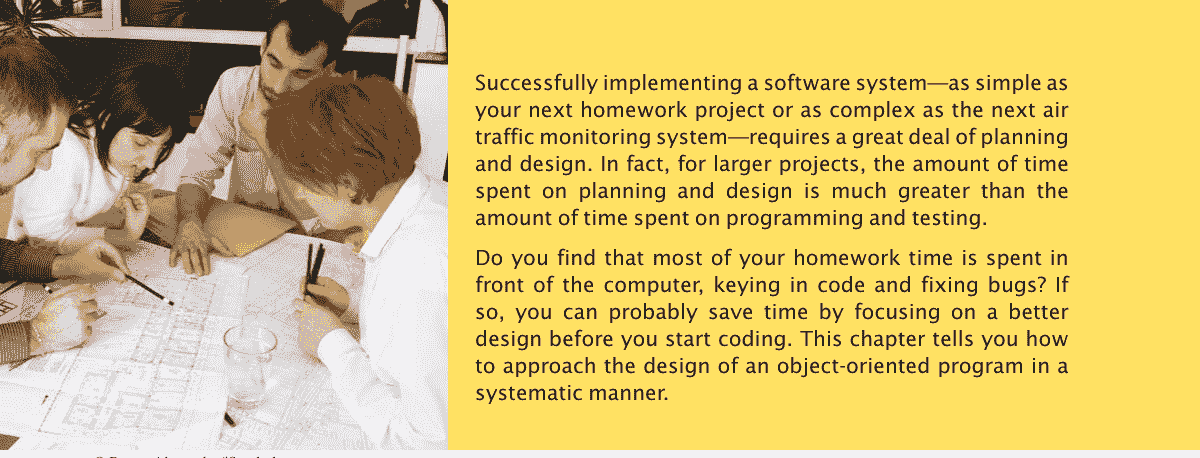 Successfully implementing a software system—as simple as
your next homework project or as complex as the next air
traffic monitoring system—requires a great deal of planning
and design. In fact, for larger projects, the amount of time
spent on planning and design is much greater than the
amount of time spent on programming and testing.
Do you find that most of your homework time is spent in
front of the computer, keying in code and fixing bugs? If
so, you can probably save time by focusing on a better
design before you start coding. This chapter tells you how
to approach the design of an object-oriented program in a
systematic manner.